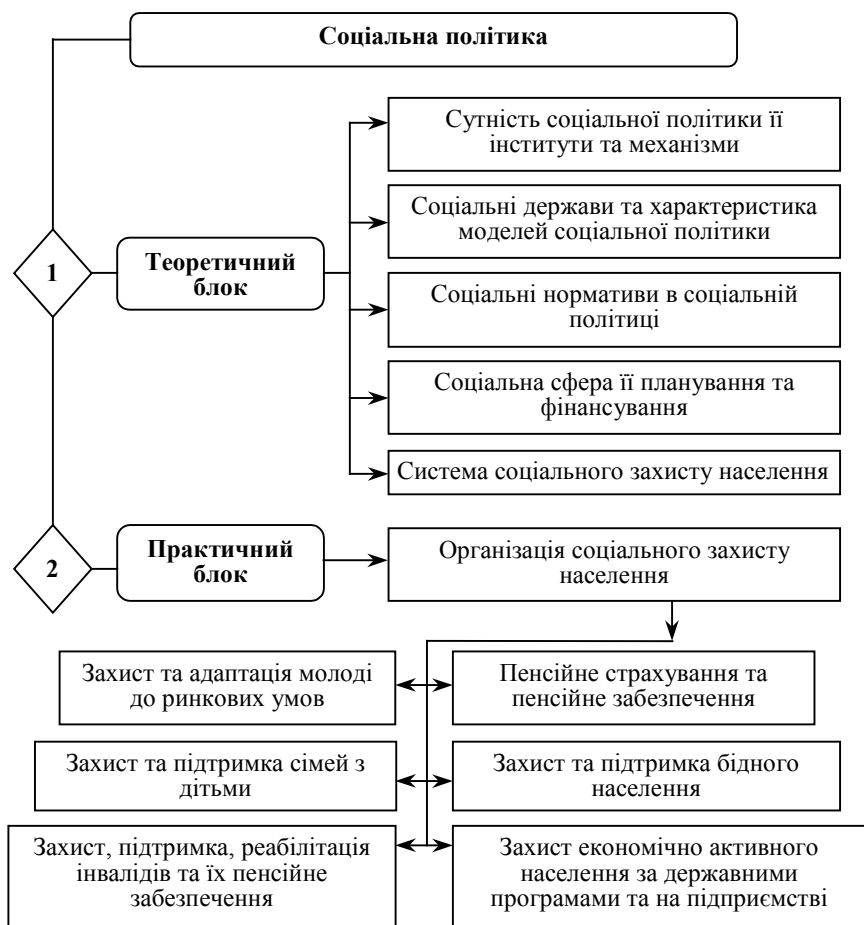 Соціальна політика
Сутність соціальної політики її
інститути та механізми
Соціальні держави та характеристика
моделей соціальної політики
1
Теоретичний
блок
Соціальні нормативи в соціальній
політиці
Соціальна сфера її планування та
фінансування
Система соціального захисту населення
2
Практичний
блок
Організація соціального захисту
населення
Захист та адаптація молоді
до ринкових умов
Пенсійне страхування та
пенсійне забезпечення
Захист та підтримка сімей з
дітьми
Захист та підтримка бідного
населення
Захист, підтримка, реабілітація
інвалідів та їх пенсійне
забезпечення
Захист економічно активного
населення за державними
програмами та на підприємстві